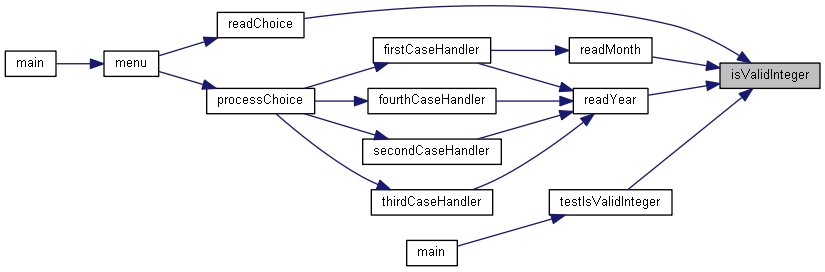 readChoice
firstCaseHandler
readMonth
main
menu
isValidInteger
processChoice
fourthCaseHandler
readYear
secondCaseHandler
thirdCaseHandler
testIsValidInteger
main